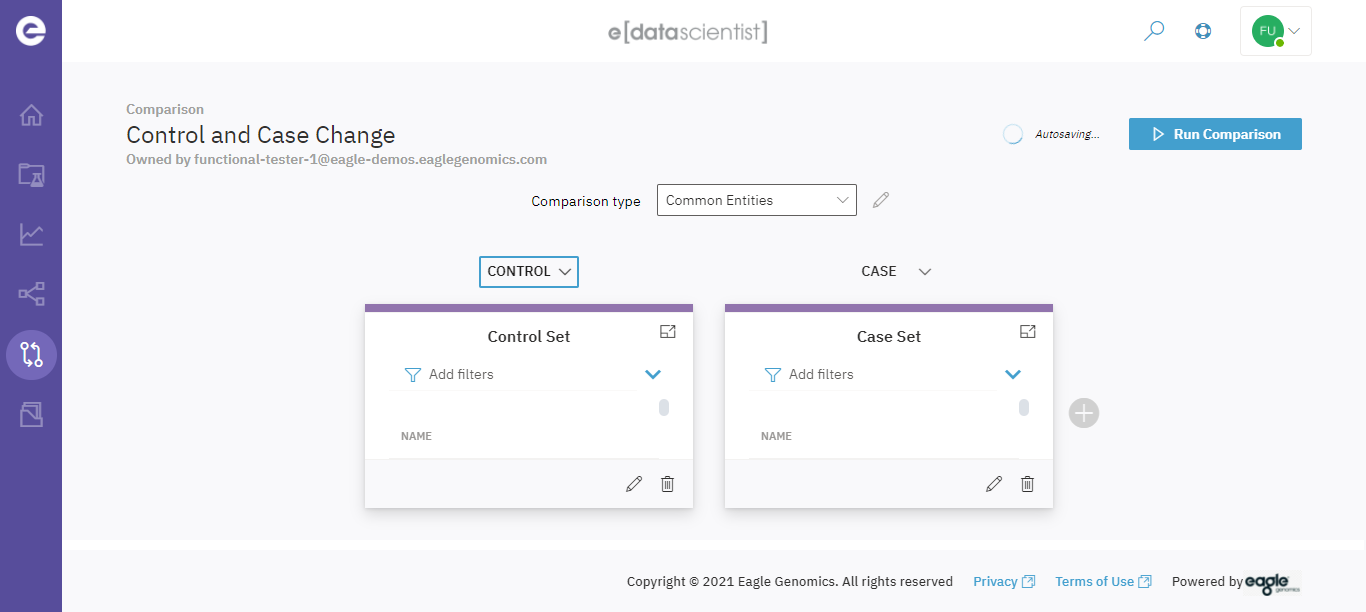 e[datascientist]
FU
Comparison
Control and Case Change
Owned by functional-tester-1@eagle-demos.eaglegenomics.com
Autosaving...
Run Comparison
Comparison type
Common Entities
CONTROL
CASE
Control Set
Case Set
Add filters
Add filters
NAME
NAME
Copyright © 2021 Eagle Genomics. All rights reserved
Privacy
Terms of Use
Powered by eagle genomics